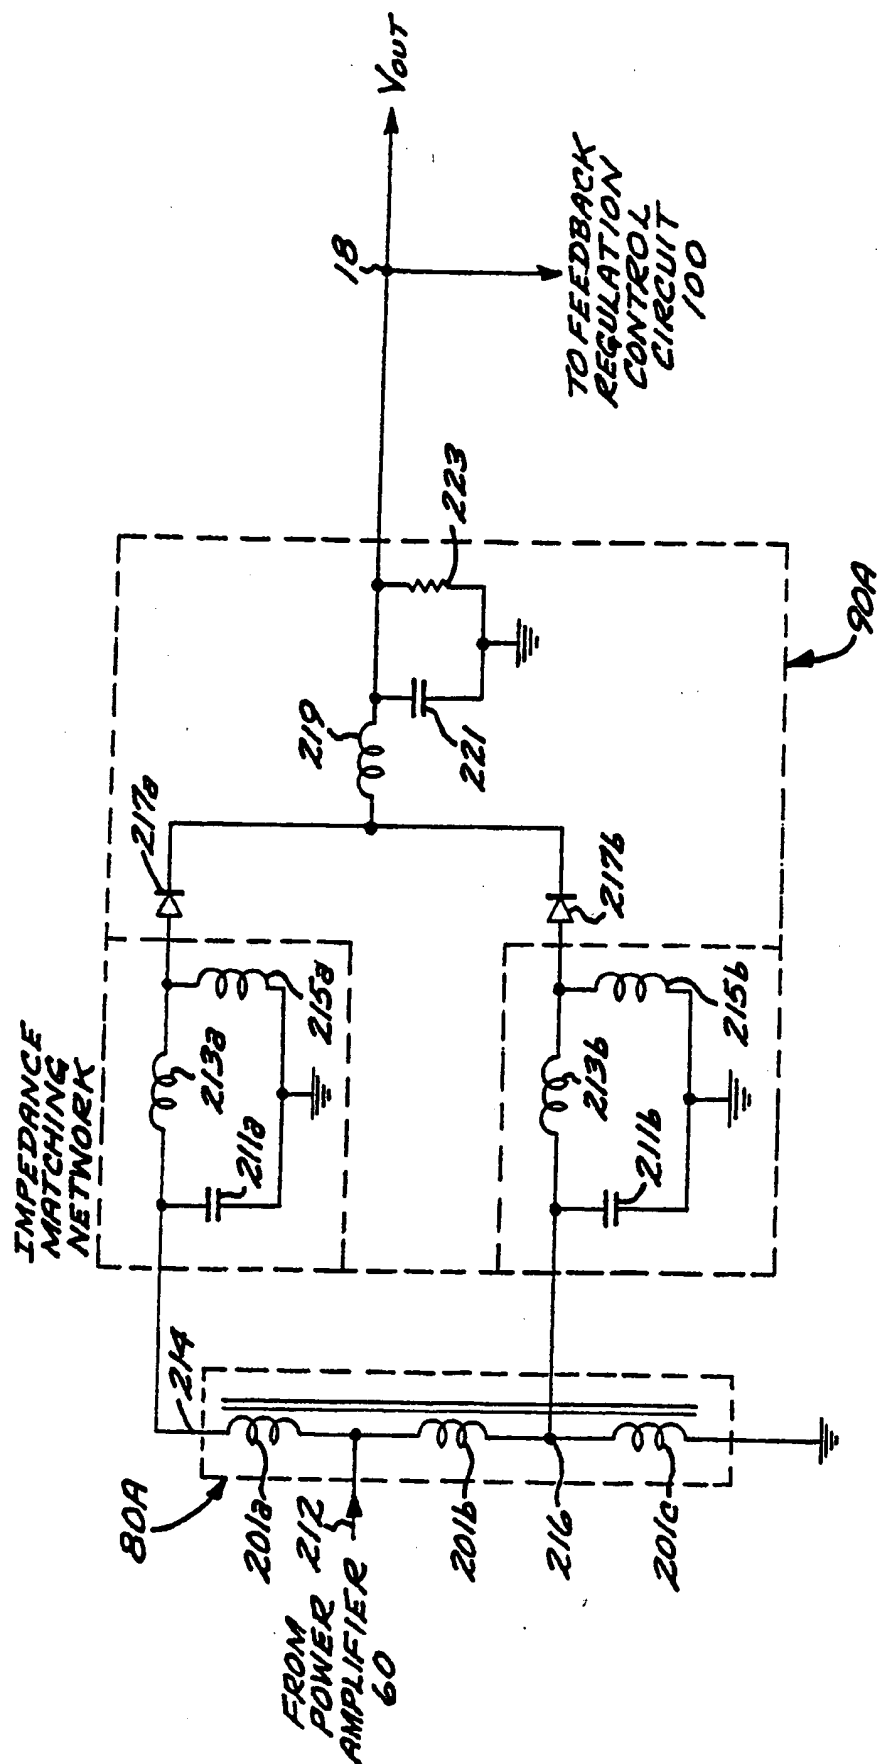 IMPEDANCE
MATCHING
NETWORK
80A
214
201a
FROM
POWER
AMPLIFIER
60
212
201b
216
201c
211a
213a
215a
217a
211b
213b
215b
217b
219
221
223
90A
18
VOUT
TO FEEDBACK
REGULATION
CONTROL
CIRCUIT
100